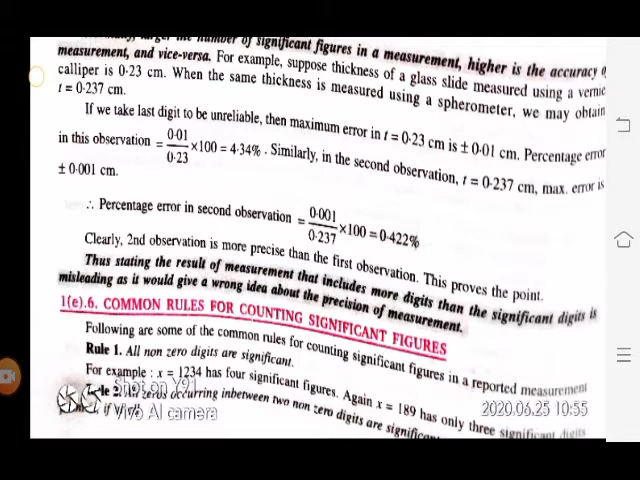 larger the number of significant figures in a measurement, higher is the accuracy
measurement, and vice-versa. For example, suppose thickness of a glass slide measured using a vernie
calliper is 0·23 cm. When the same thickness is measured using a spherometer, we may obtain
t = 0·237 cm.
If we take last digit to be unreliable, then maximum error in t = 0·23 cm is ± 0·01 cm. Percentage error
in this observation = 0·01/0·23 ×100 = 4·34% . Similarly, in the second observation, t = 0·237 cm, max. error is
± 0·001 cm.
∴ Percentage error in second observation = 0·001/0·237 ×100 = 0·422%
Clearly, 2nd observation is more precise than the first observation. This proves the point.
Thus stating the result of measurement that includes more digits than the significant digits is
misleading as it would give a wrong idea about the precision of measurement.
1(e).6. COMMON RULES FOR COUNTING SIGNIFICANT FIGURES
Following are some of the common rules for counting significant figures in a reported measurement
Rule 1. All non zero digits are significant.
For example : x = 1234 has four significant figures. Again x = 189 has only three significant digits
2. All zeros occurring inbetween two non zero digits are significant
Shot on Y91
Vivo AI camera
2020.06.25 10:55